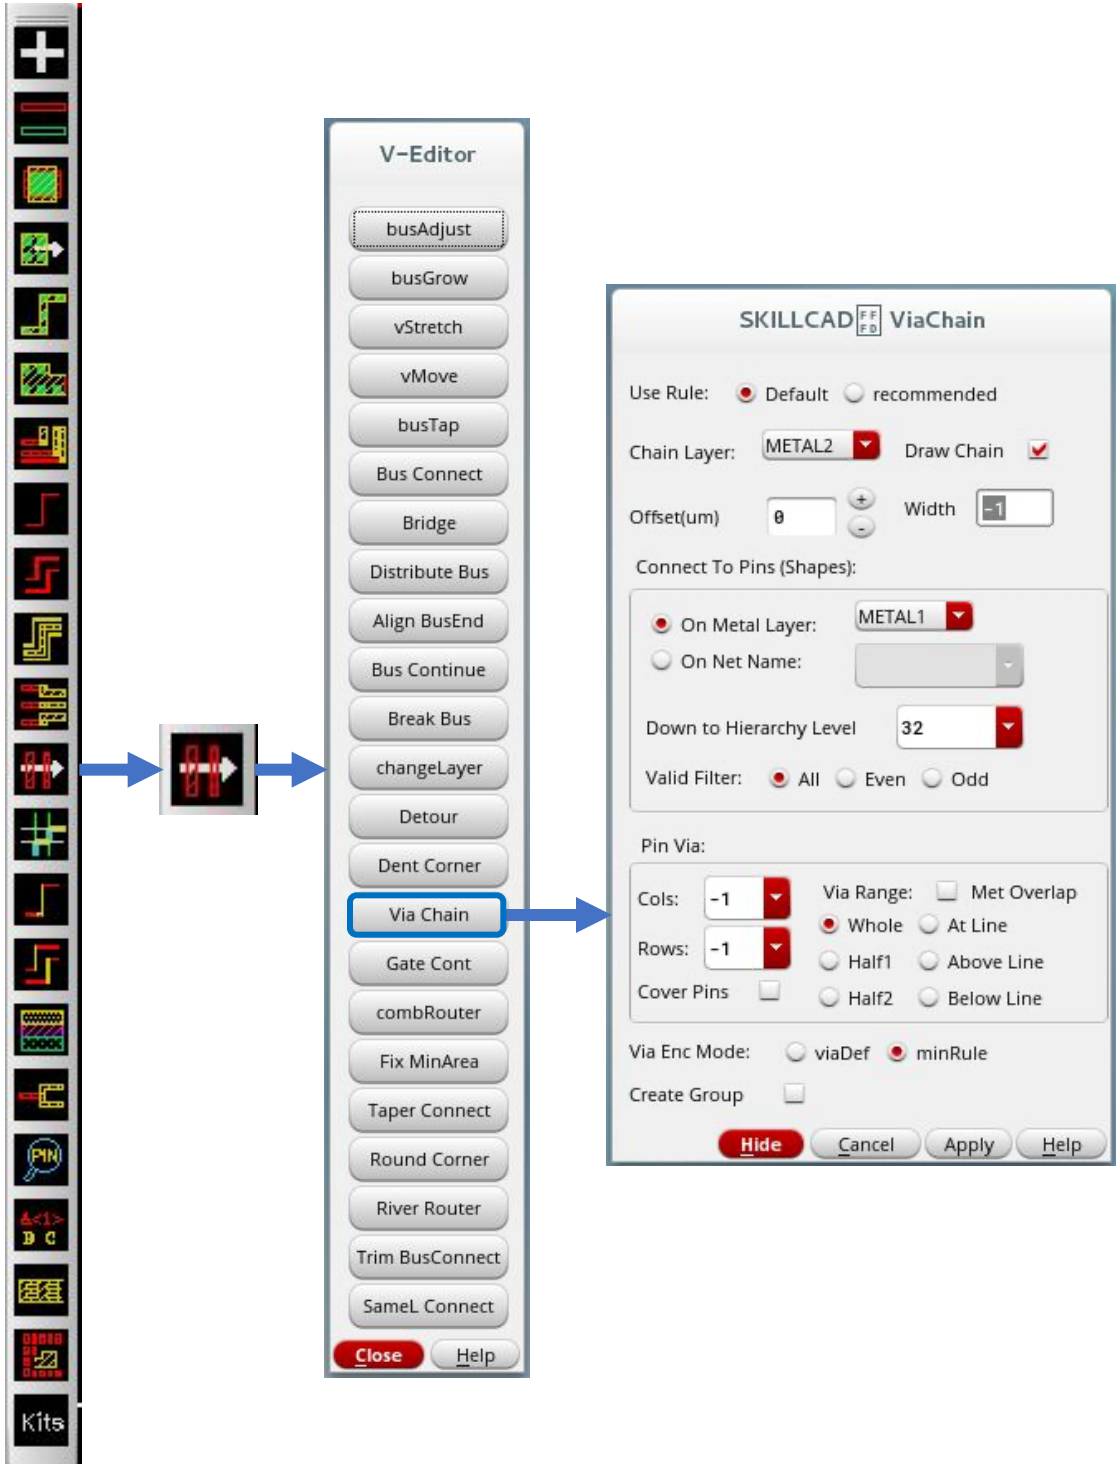 PIN
A<1>
B C
Kits
V-Editor
busAdjust
busGrow
vStretch
vMove
busTap
Bus Connect
Bridge
Distribute Bus
Align BusEnd
Bus Continue
Break Bus
changeLayer
Detour
Dent Corner
Via Chain
Gate Cont
combRouter
Fix MinArea
Taper Connect
Round Corner
River Router
Trim BusConnect
SameL Connect
Close Help
SKILLCAD ViaChain
Use Rule: Default recommended
Chain Layer: METAL2 Draw Chain
Offset(um) 0 + - Width -1
Connect To Pins (Shapes):
On Metal Layer: METAL1
On Net Name:
Down to Hierarchy Level 32
Valid Filter: All Even Odd
Pin Via:
Cols: -1 Via Range: Met Overlap
Whole At Line
Rows: -1 Half1 Above Line
Cover Pins Half2 Below Line
Via Enc Mode: viaDef minRule
Create Group
Hide Cancel Apply Help